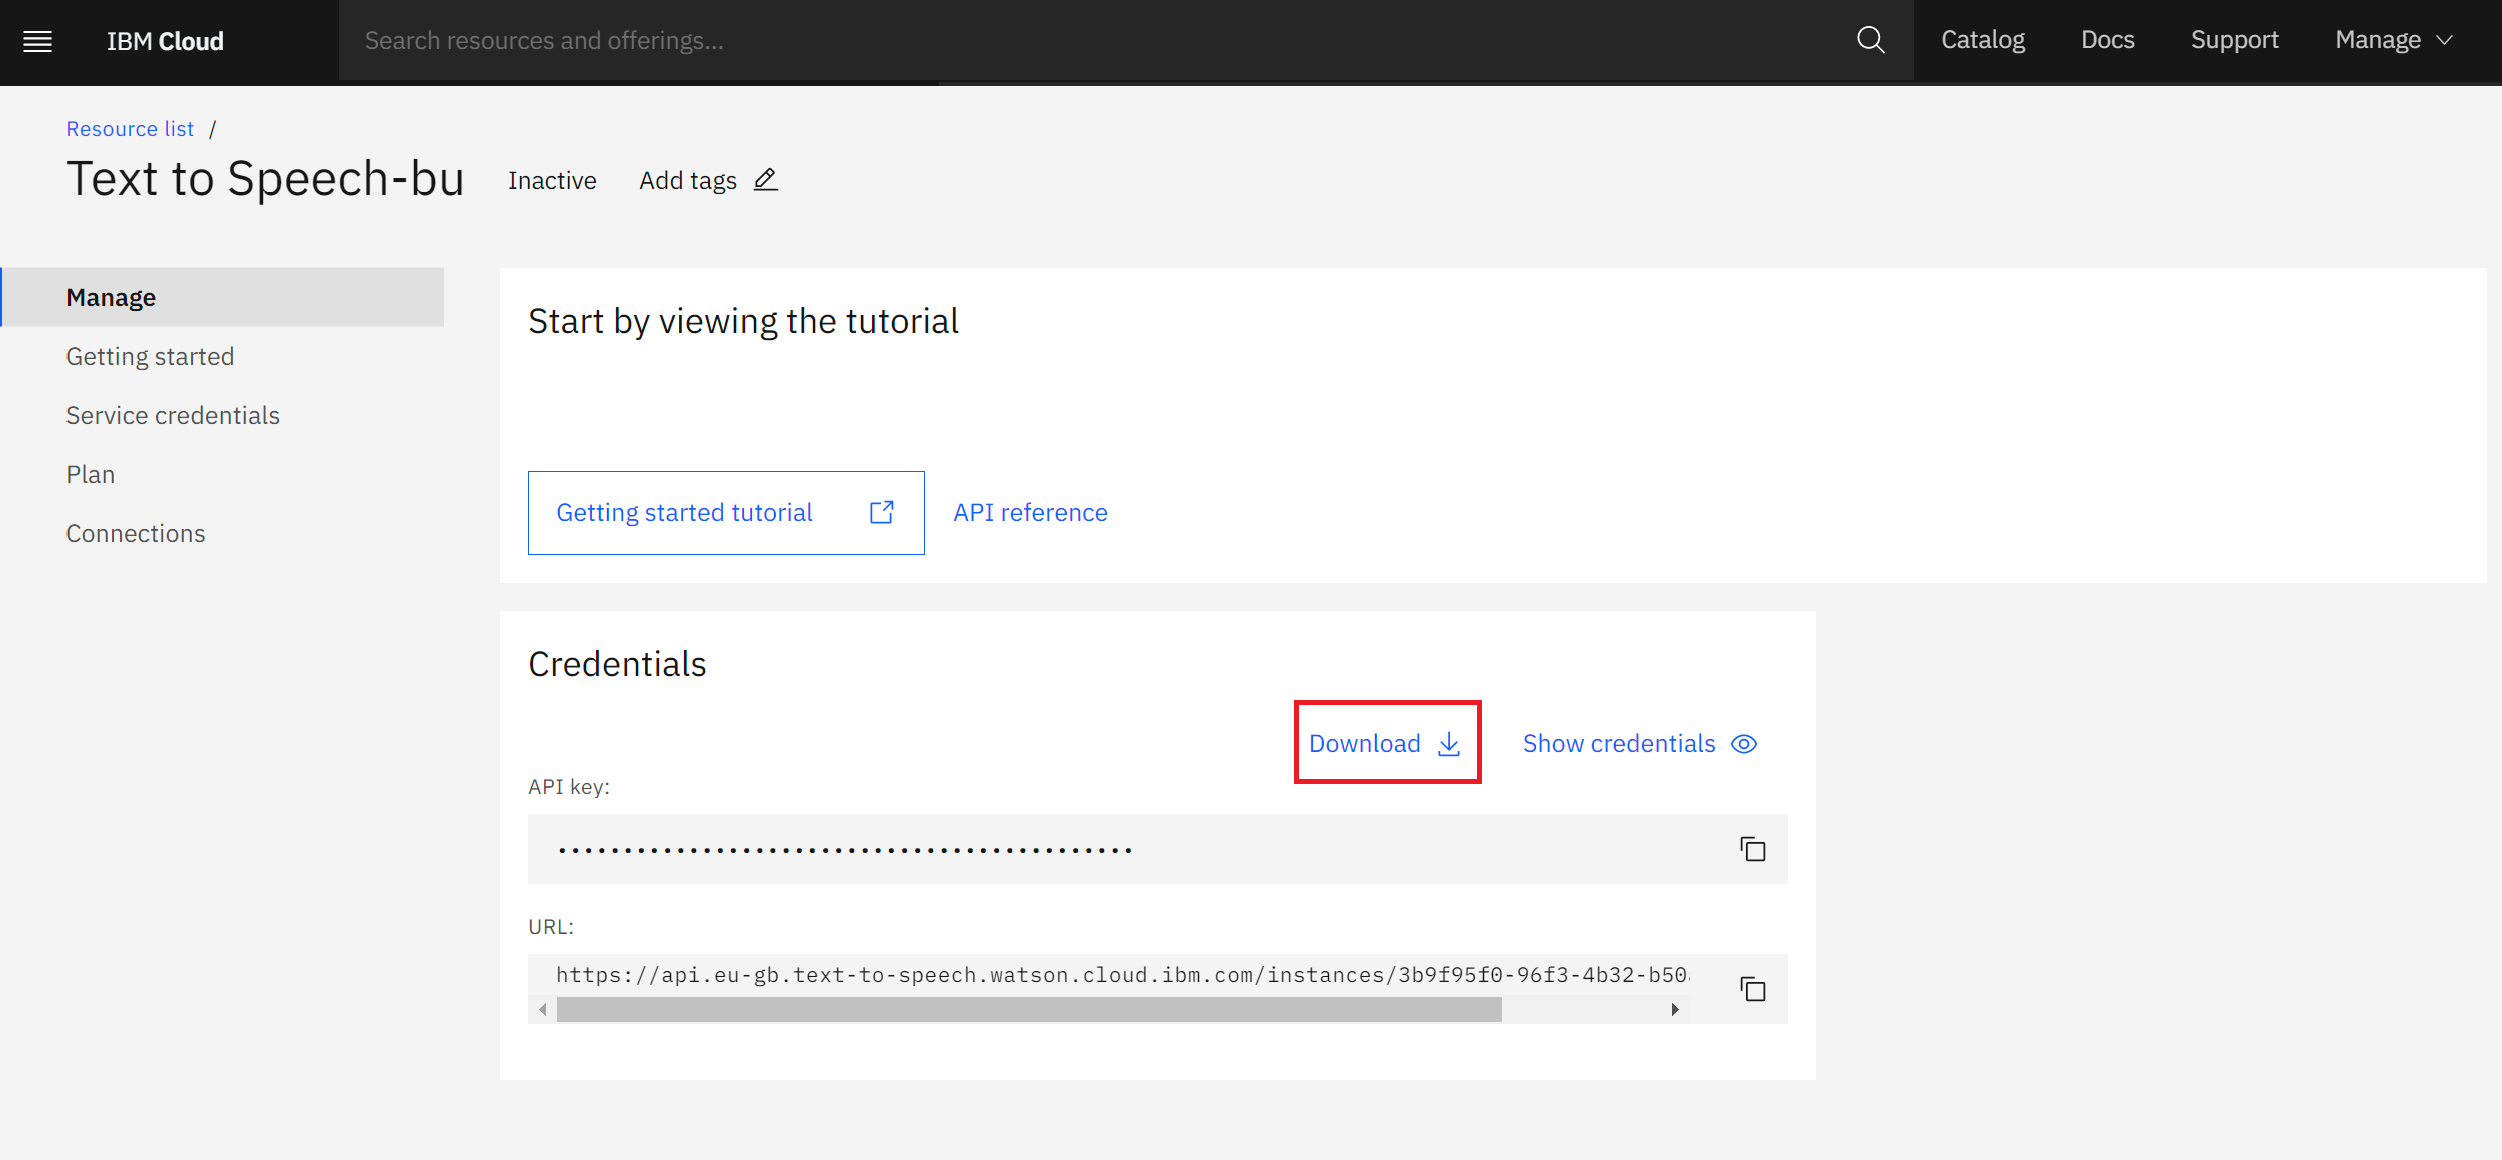 IBM Cloud
Search resources and offerings...
Catalog
Docs
Support
Manage
Resource list /
Text to Speech-bu
Inactive
Add tags
Manage
Getting started
Service credentials
Plan
Connections
Start by viewing the tutorial
Getting started tutorial
API reference
Credentials
Download
Show credentials
API key:
URL:
https://api.eu-gb.text-to-speech.watson.cloud.ibm.com/instances/3b9f95f0-96f3-4b32-b50